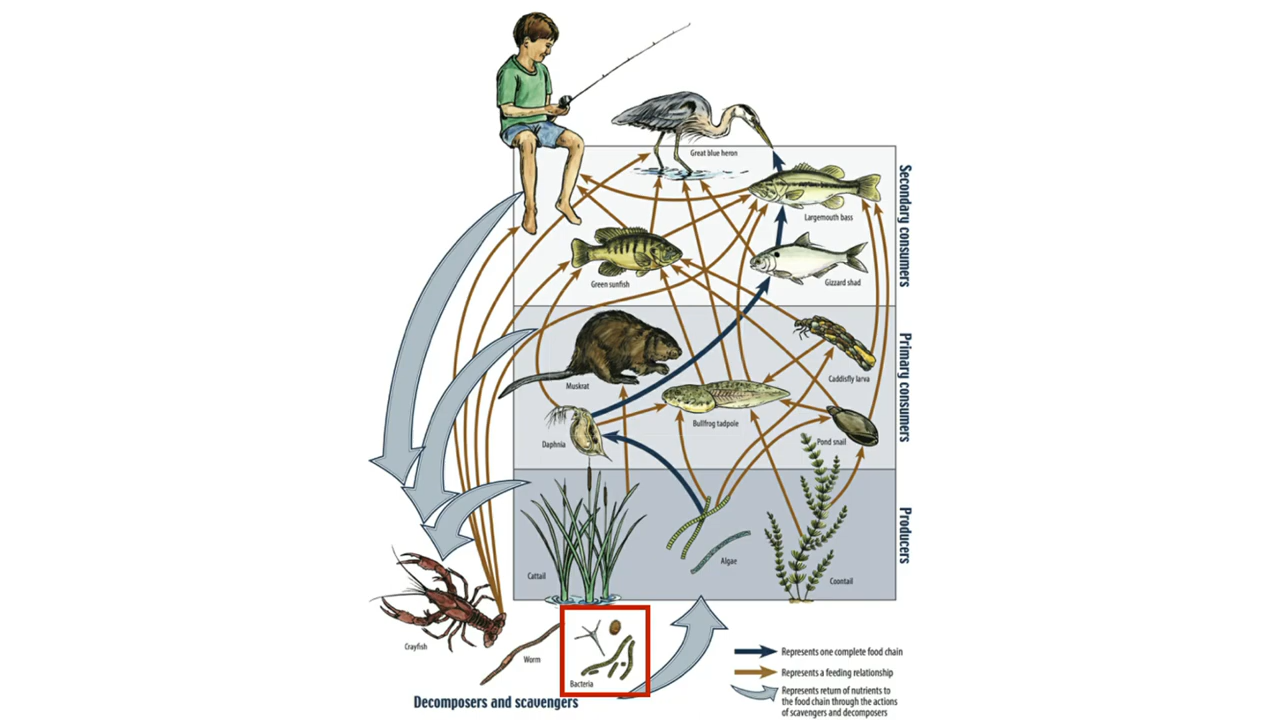 Great blue heron
Largemouth bass
Green sunfish
Gizzard shad
Secondary consumers
Muskrat
Caddisfly larva
Bullfrog tadpole
Daphnia
Pond snail
Primary consumers
Cattail
Algae
Coontail
Producers
Crayfish
Worm
Bacteria
Decomposers and scavengers
Represents one complete food chain
Represents a feeding relationship
Represents return of nutrients to
the food chain through the actions
of scavengers and decomposers